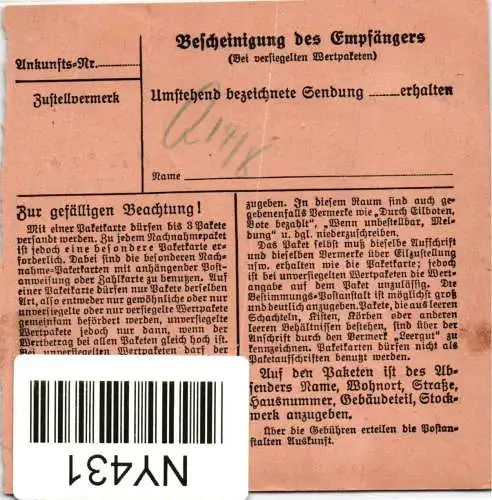 Ankunfts=Nr.
Zustellvermerk
Bescheinigung des Empfängers
(Bei versiegelten Wertpaketen)
Umstehend bezeichnete Sendung erhalten
Name
Zur gefälligen Beachtung!
Mit einer Paketkarte dürfen bis 3 Pakete
versandt werden. Zu jedem Nachnahmepaket
ist jedoch eine besondere Paketkarte er=
forderlich. Dabei sind die besonderen Nach=
nahme=Paketkarten mit anhängender Post=
anweisung oder Zahlkarte zu benutzen. Auf
einer Paketkarte dürfen nur Pakete derselben
Art, also entweder nur gewöhnliche oder nur
unversiegelte oder nur versiegelte Wertpakete
gemeinsam befördert werden, unversiegelte
Wertpakete jedoch nur dann, wenn der
Wertbetrag bei allen Paketen gleich hoch ist.
Bei unversiegelten Wertpaketen darf der
zugeben. In diesem Raum sind auch ge=
gebenenfalls Vermerke wie „Durch Eilboten,
Bote bezahlt", „Wenn unbestellbar, Mel=
dung" u. dgl. niederzuschreiben.
Das Paket selbst muß dieselbe Aufschrift
und dieselben Vermerke über Eilzustellung
usw. erhalten wie die Paketkarte; jedoch
ist bei unversiegelten Wertpaketen die Wert=
angabe auf dem Paket unzulässig. Die
Bestimmungs=Postanstalt ist möglichst groß
und deutlich anzugeben. Pakete, die aus leeren
Schachteln, Kisten, Körben oder anderen
leeren Behältnissen bestehen, sind über der
Anschrift durch den Vermerk „Leergut" zu
kennzeichnen. Paketkarten dürfen nicht als
Paketaufschriften benutzt werden.
Auf den Paketen ist des Ab=
senders Name, Wohnort, Straße,
Hausnummer, Gebäudeteil, Stock=
werk anzugeben.
Über die Gebühren erteilen die Postan=
stalten Auskunft.
NY431